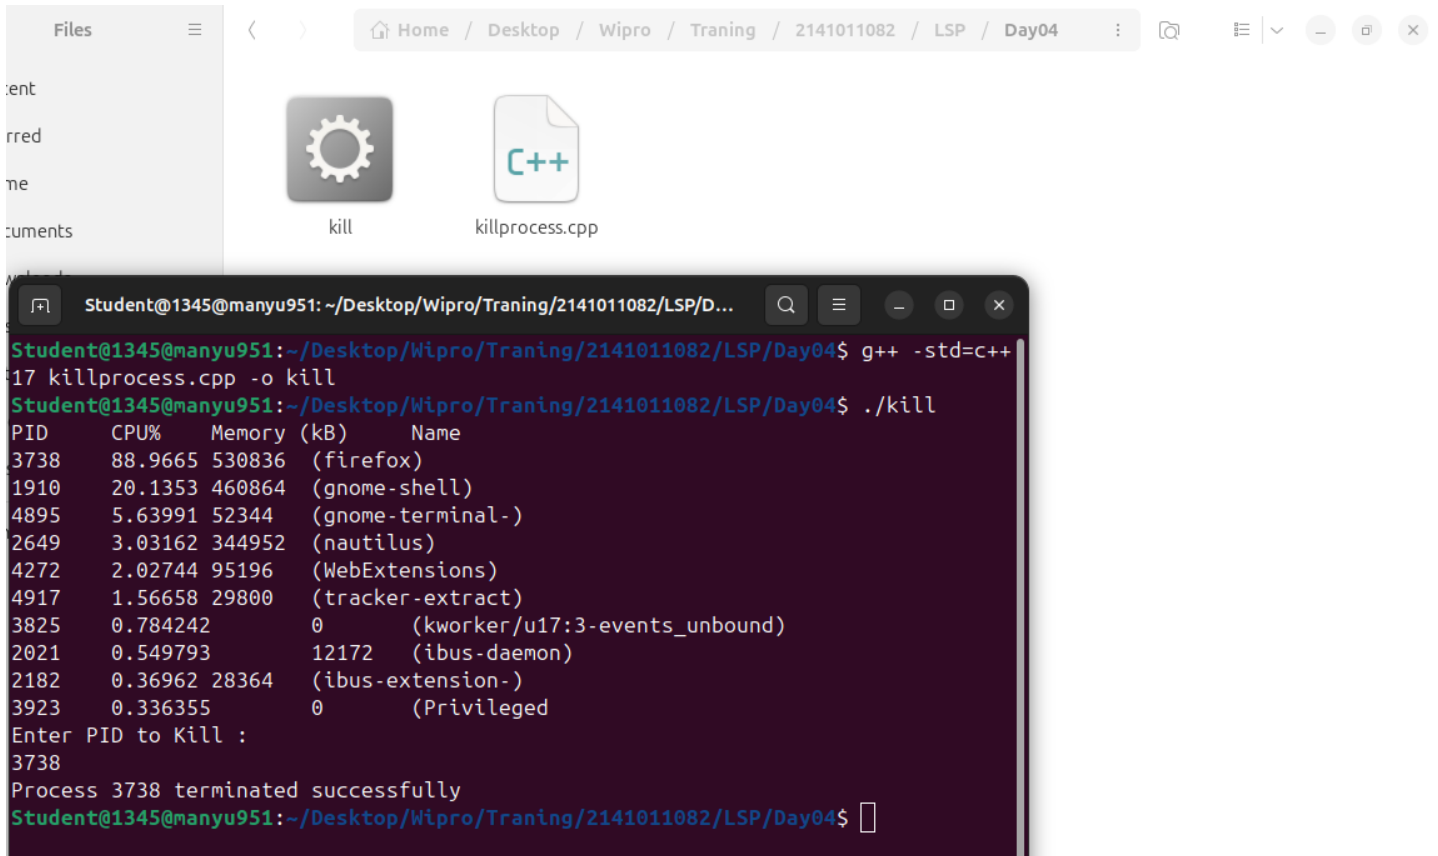 Files
Home / Desktop / Wipro / Traning / 2141011082 / LSP / Day04
cent
rred
me
cuments
C++
kill
killprocess.cpp
Student@1345@manyu951: ~/Desktop/Wipro/Traning/2141011082/LSP/D...
Student@1345@manyu951:~/Desktop/Wipro/Traning/2141011082/LSP/Day04$ g++ -std=c++
17 killprocess.cpp -o kill
Student@1345@manyu951:~/Desktop/Wipro/Traning/2141011082/LSP/Day04$ ./kill
PID CPU% Memory (kB) Name
3738 88.9665 530836 (firefox)
1910 20.1353 460864 (gnome-shell)
4895 5.63991 52344 (gnome-terminal-)
2649 3.03162 344952 (nautilus)
4272 2.02744 95196 (WebExtensions)
4917 1.56658 29800 (tracker-extract)
3825 0.784242 0 (kworker/u17:3-events_unbound)
2021 0.549793 12172 (ibus-daemon)
2182 0.36962 28364 (ibus-extension-)
3923 0.336355 0 (Privileged
Enter PID to Kill :
3738
Process 3738 terminated successfully
Student@1345@manyu951:~/Desktop/Wipro/Traning/2141011082/LSP/Day04$